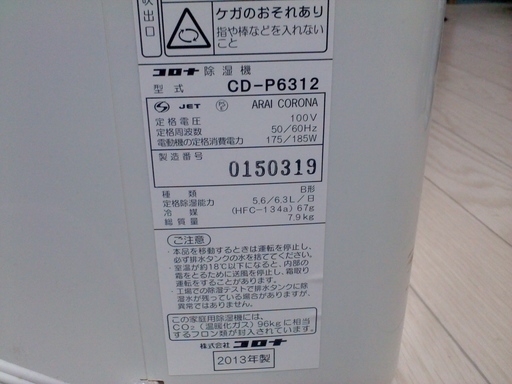 吹出口
ケガのおそれあり
指や棒などを入れない
こと
コロナ 除湿機
型式 CD-P6312
JET ARAI CORONA
定格電圧 100V
定格周波数 50/60Hz
電動機の定格消費電力 175/185W
製造番号 0150319
種類 B形
定格除湿能力 5.6/6.3L/日
冷媒 (HFC-134a) 67g
総質量 7.9kg
ご注意
・本品を移動するときは運転を停止し、
必ず排水タンクの水を捨ててください。
・室温が約18℃以下になると、内部の
霜をとるために送風を停止し、霜取り
運転をすることがあります。
・工場での除湿テストで排水タンクに除
湿水が残っている場合がありますが、
異常ではありません。
この家庭用除湿機には、
CO₂(温暖化ガス)96kgに相当
するフロン類が封入されています。
株式会社 コロナ
2013年製